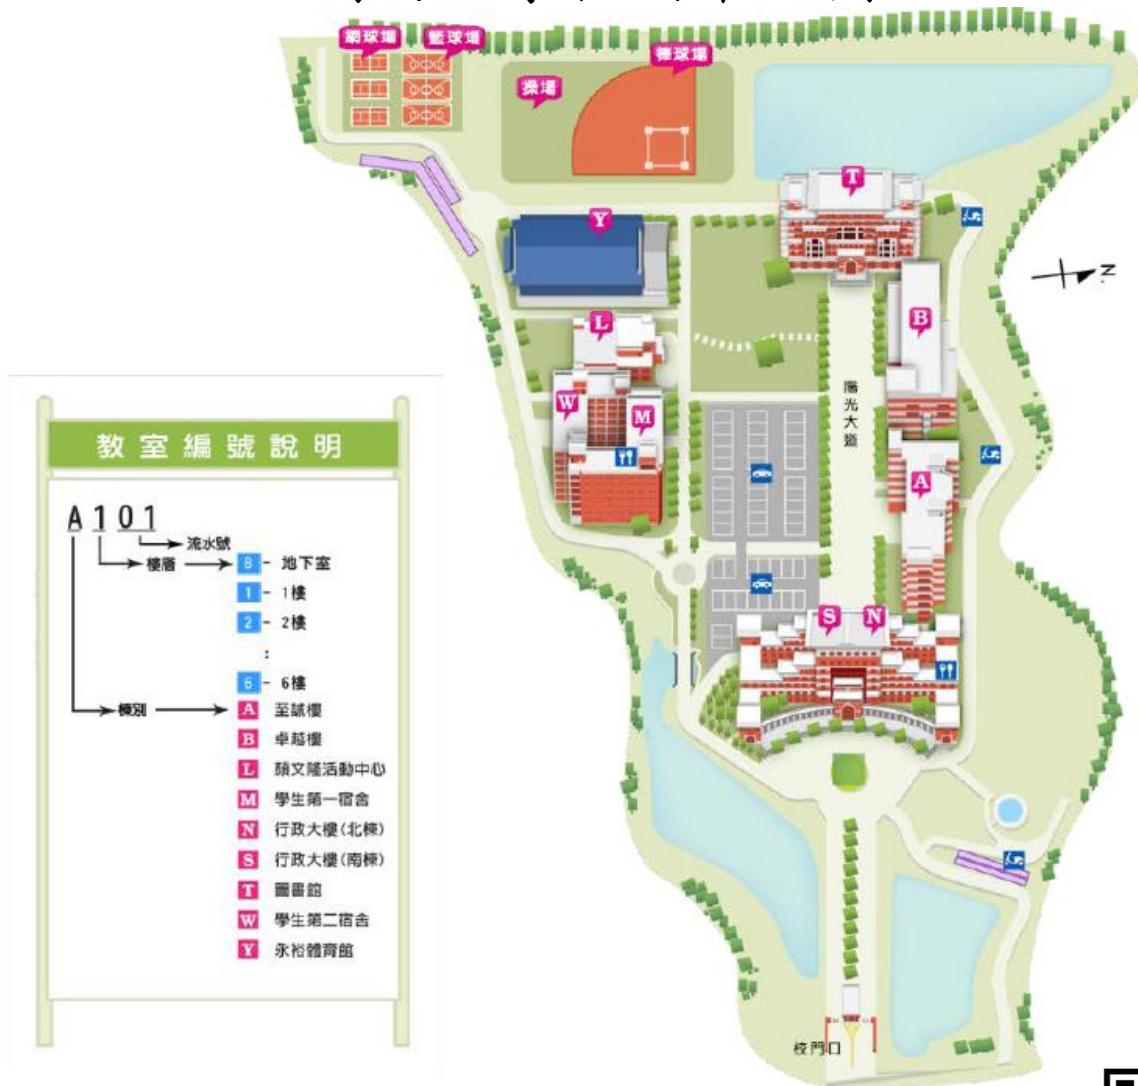 網球場
籃球場
操場
棒球場
T
Y
N
B
L
W
M
陽光大道
A
S
N
校門口
教室編號說明
A101
流水號
樓層
B - 地下室
1 - 1樓
2 - 2樓
:
6 - 6樓
棟別
A 至誠樓
B 卓越樓
L 顏文隆活動中心
M 學生第一宿舍
N 行政大樓(北棟)
S 行政大樓(南棟)
T 圖書館
W 學生第二宿舍
Y 永裕體育館